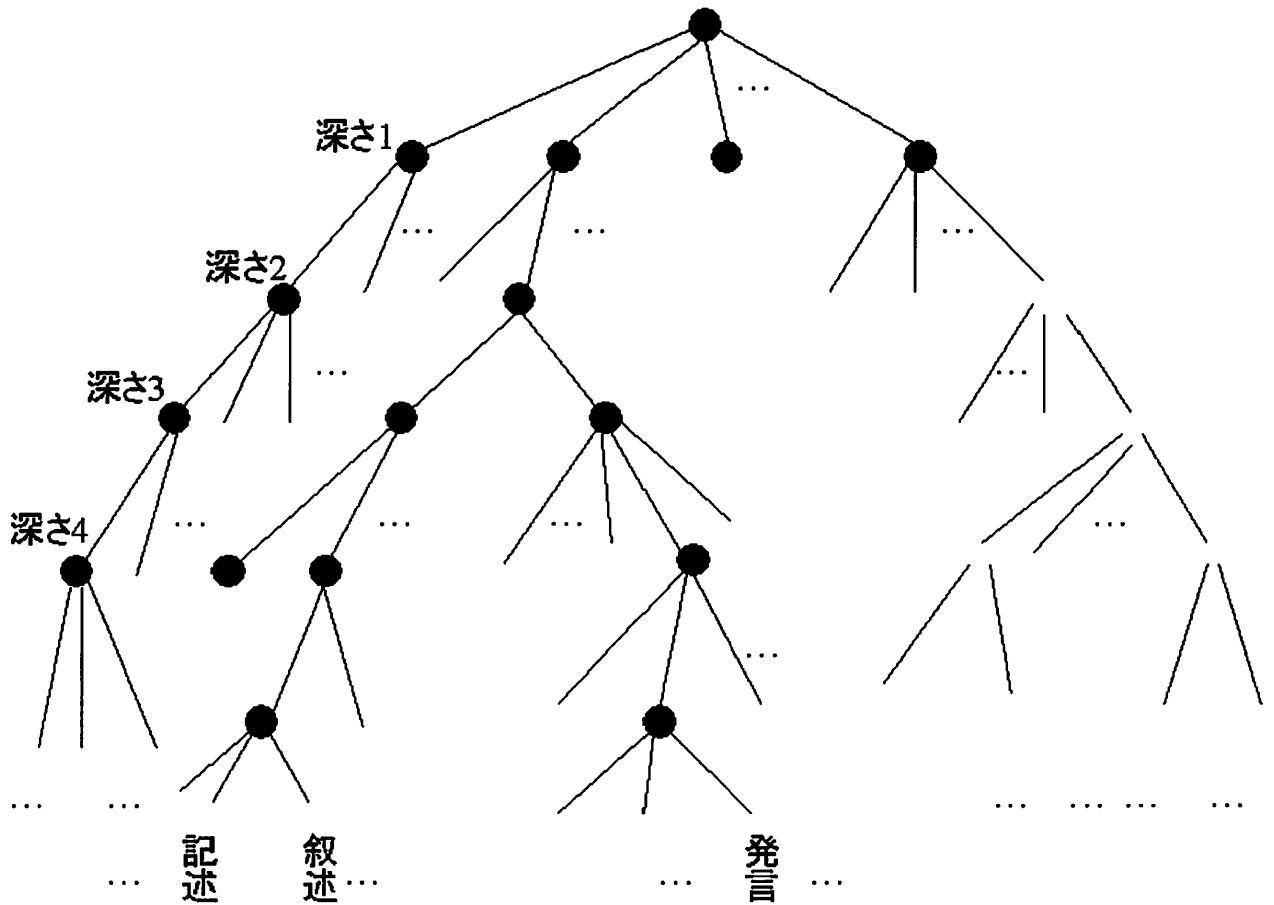 …
深さ1
… … …
深さ2
… …
深さ3
深さ4
… … … …
…
… … … … … …
記述
叙述
発言
… … … …